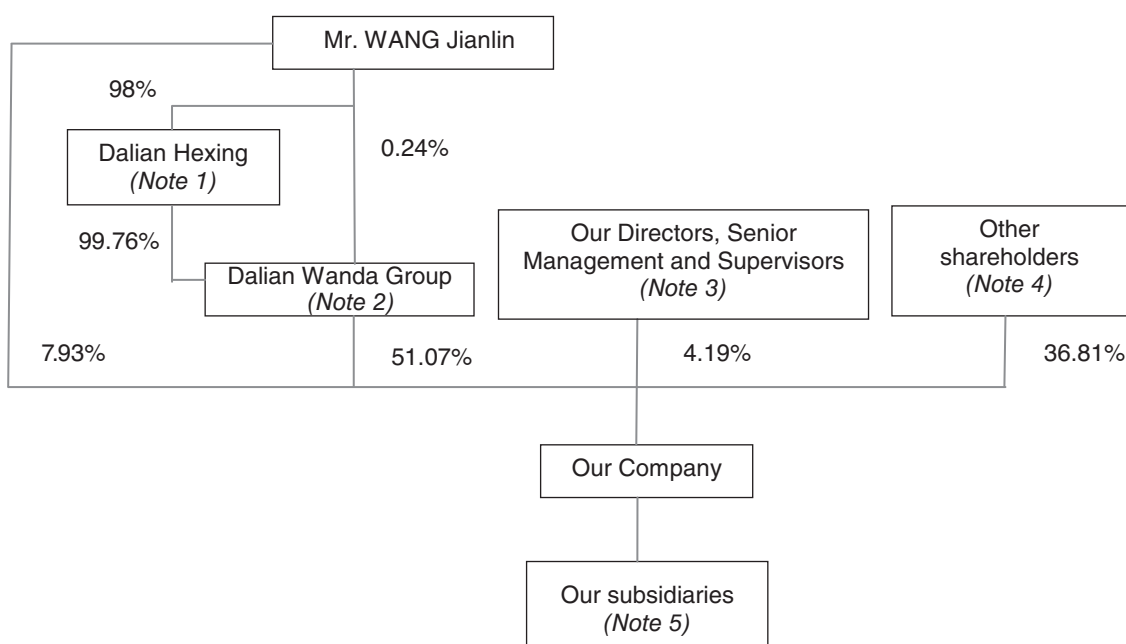 Mr. WANG Jianlin
98%
0.24%
Dalian Hexing
(Note 1)
99.76%
Dalian Wanda Group
(Note 2)
Our Directors, Senior
Management and Supervisors
(Note 3)
Other
shareholders
(Note 4)
7.93%
51.07%
4.19%
36.81%
Our Company
Our subsidiaries
(Note 5)